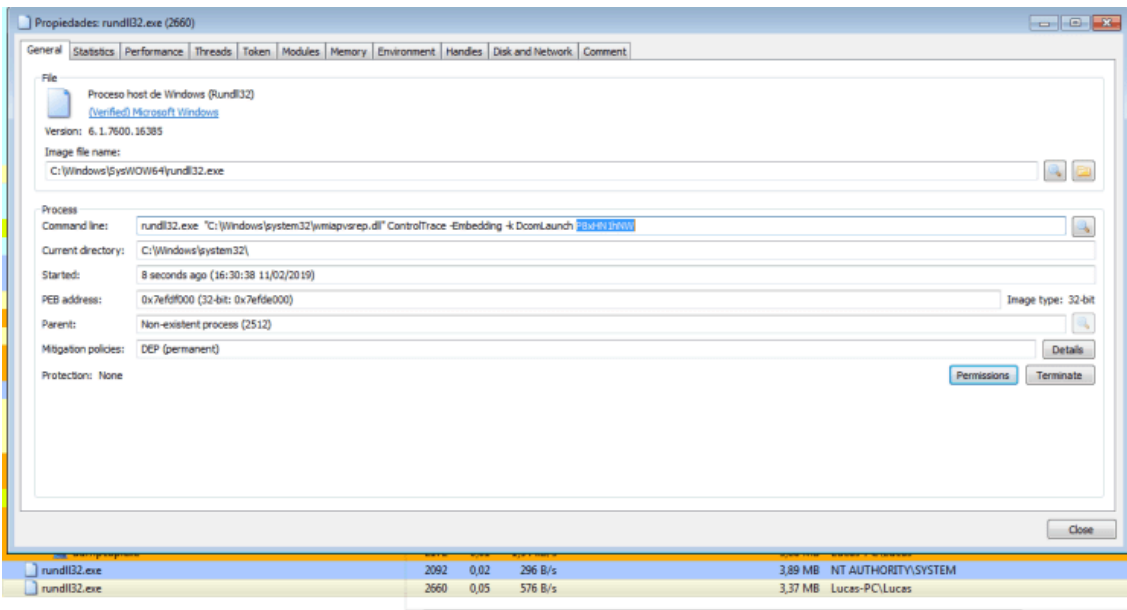 Propiedades: rundll32.exe (2660)
General Statistics Performance Threads Token Modules Memory Environment Handles Disk and Network Comment
File
Proceso host de Windows (Rundll32)
(Verified) Microsoft Windows
Version: 6.1.7600.16385
Image file name:
C:\Windows\SysWOW64\rundll32.exe
Process
Command line: rundll32.exe "C:\Windows\system32\wmiapvsrep.dll" ControlTrace -Embedding -k DcomLaunch
Current directory: C:\Windows\system32\
Started: 8 seconds ago (16:30:38 11/02/2019)
PEB address: 0x7efdf000 (32-bit: 0x7efde000) Image type: 32-bit
Parent: Non-existent process (2512)
Mitigation policies: DEP (permanent) Details
Protection: None Permissions Terminate
Close
rundll32.exe 2092 0,02 296 B/s 3,89 MB NT AUTHORITY\SYSTEM
rundll32.exe 2660 0,05 576 B/s 3,37 MB Lucas-PC\Lucas